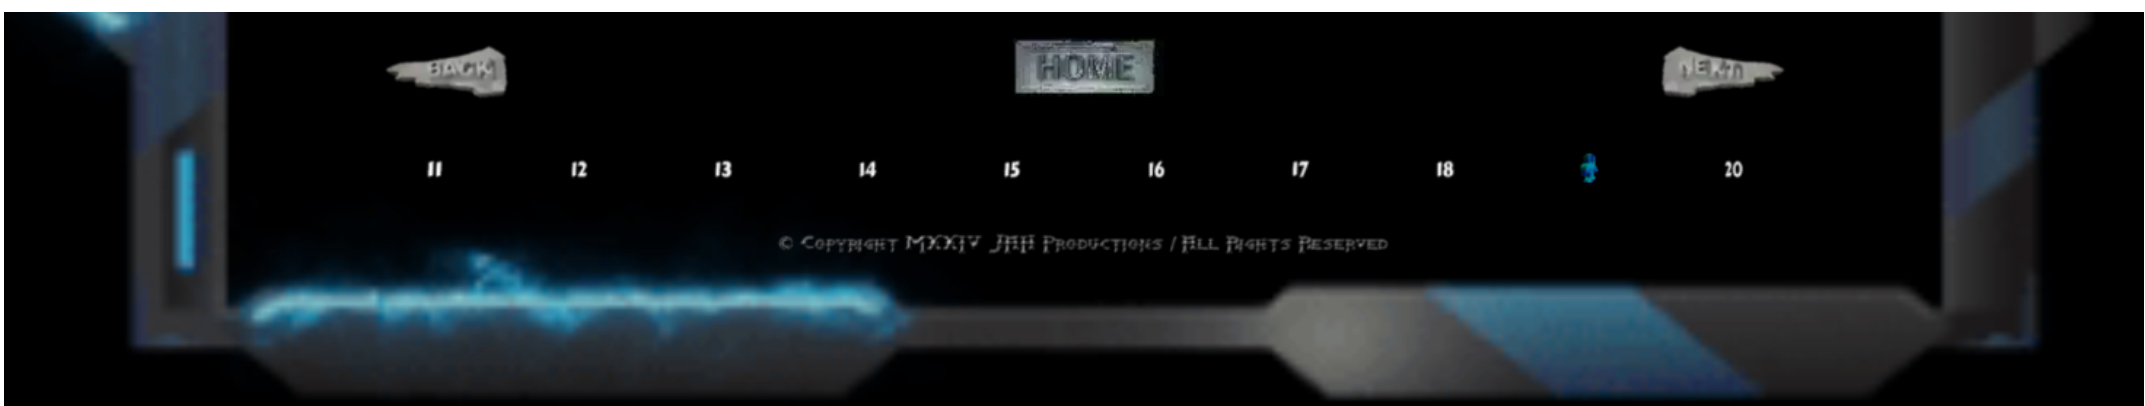 BACK HOME NEXT
11 12 13 14 15 16 17 18 20
© COPYRIGHT MXXIV JHH PRODUCTIONS / ALL RIGHTS RESERVED